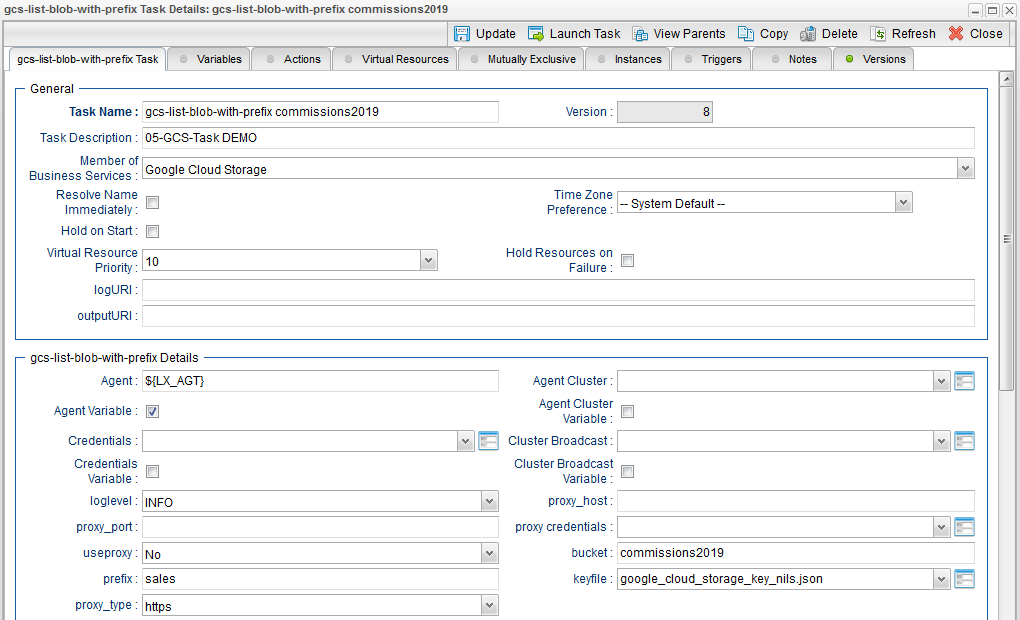 gcs-list-blob-with-prefix Task Details: gcs-list-blob-with-prefix commissions2019
Update Launch Task View Parents Copy Delete Refresh Close
gcs-list-blob-with-prefix Task Variables Actions Virtual Resources Mutually Exclusive Instances Triggers Notes Versions
General
Task Name : gcs-list-blob-with-prefix commissions2019 Version : 8
Task Description : 05-GCS-Task DEMO
Member of
Business Services : Google Cloud Storage
Resolve Name
Immediately :
Time Zone
Preference : -- System Default --
Hold on Start :
Virtual Resource
Priority : 10
Hold Resources on
Failure :
logURI :
outputURI :
gcs-list-blob-with-prefix Details
Agent : ${LX_AGT} Agent Cluster :
Agent Variable :
Agent Cluster
Variable :
Credentials : Cluster Broadcast :
Credentials
Variable :
Cluster Broadcast
Variable :
loglevel : INFO proxy_host :
proxy_port : proxy credentials :
useproxy : No bucket : commissions2019
prefix : sales keyfile : google_cloud_storage_key_nils.json
proxy_type : https